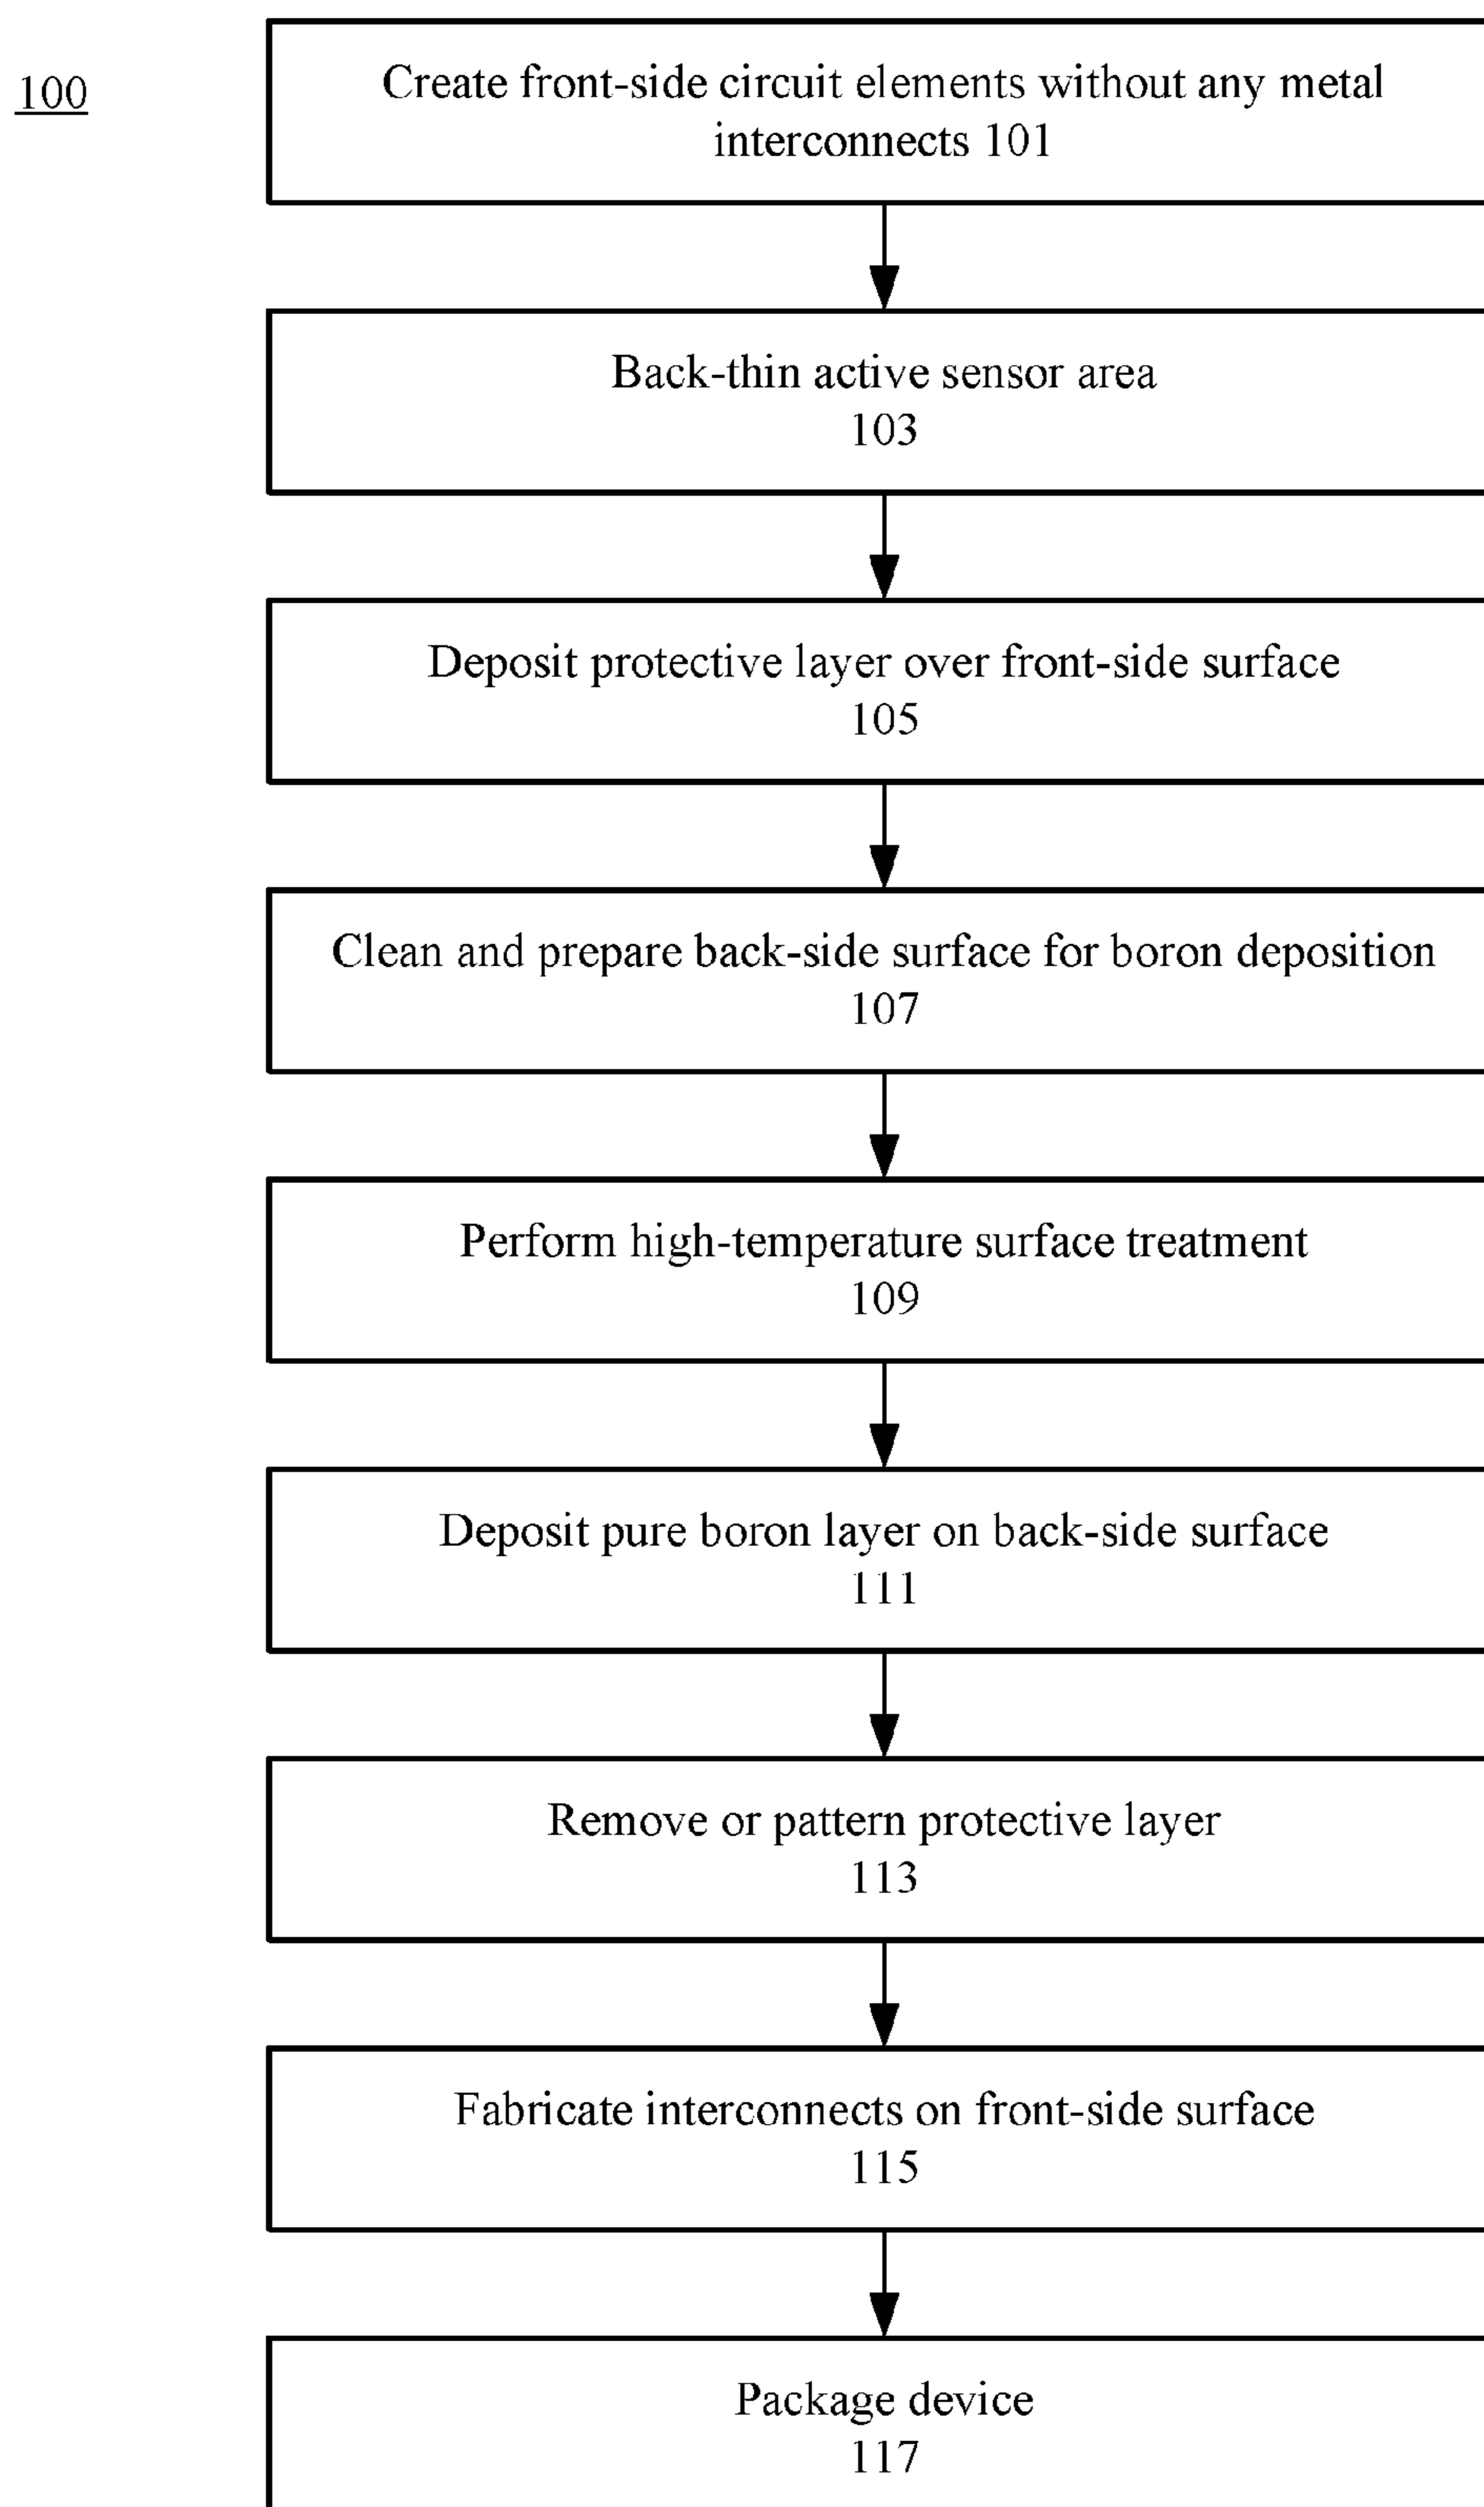 100
Create front-side circuit elements without any metal
interconnects 101
Back-thin active sensor area
103
Deposit protective layer over front-side surface
105
Clean and prepare back-side surface for boron deposition
107
Perform high-temperature surface treatment
109
Deposit pure boron layer on back-side surface
111
Remove or pattern protective layer
113
Fabricate interconnects on front-side surface
115
Package device
117